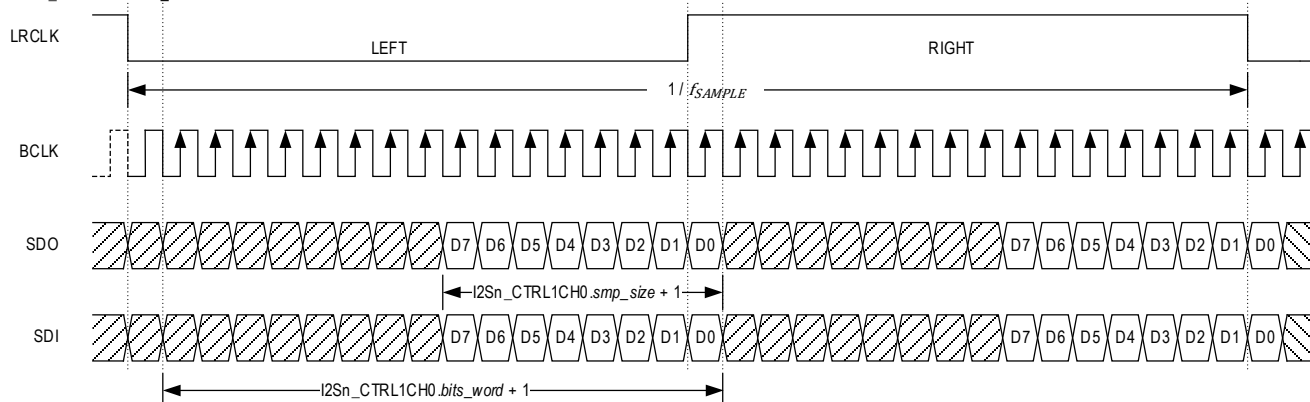 LRCLK
LEFT
RIGHT
1 / fSAMPLE
BCLK
SDO
D7 D6 D5 D4 D3 D2 D1 D0 D7 D6 D5 D4 D3 D2 D1 D0
I2Sn_CTRL1CH0.smp_size + 1
SDI
D7 D6 D5 D4 D3 D2 D1 D0 D7 D6 D5 D4 D3 D2 D1 D0
I2Sn_CTRL1CH0.bits_word + 1